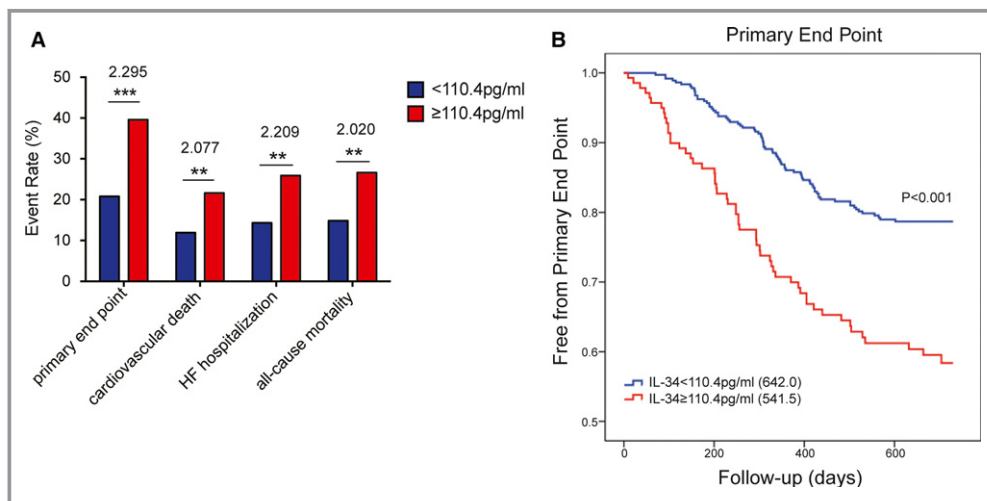 A
Event Rate (%)
50
40
30
20
10
0
2.295
***
2.077
**
2.209
**
2.020
**
<110.4pg/ml
≥110.4pg/ml
primary end point
cardiovascular death
HF hospitalization
all-cause mortality
B
Primary End Point
Free from Primary End Point
1.0
0.9
0.8
0.7
0.6
0.5
P<0.001
IL-34<110.4pg/ml (642.0)
IL-34≥110.4pg/ml (541.5)
0 200 400 600
Follow-up (days)